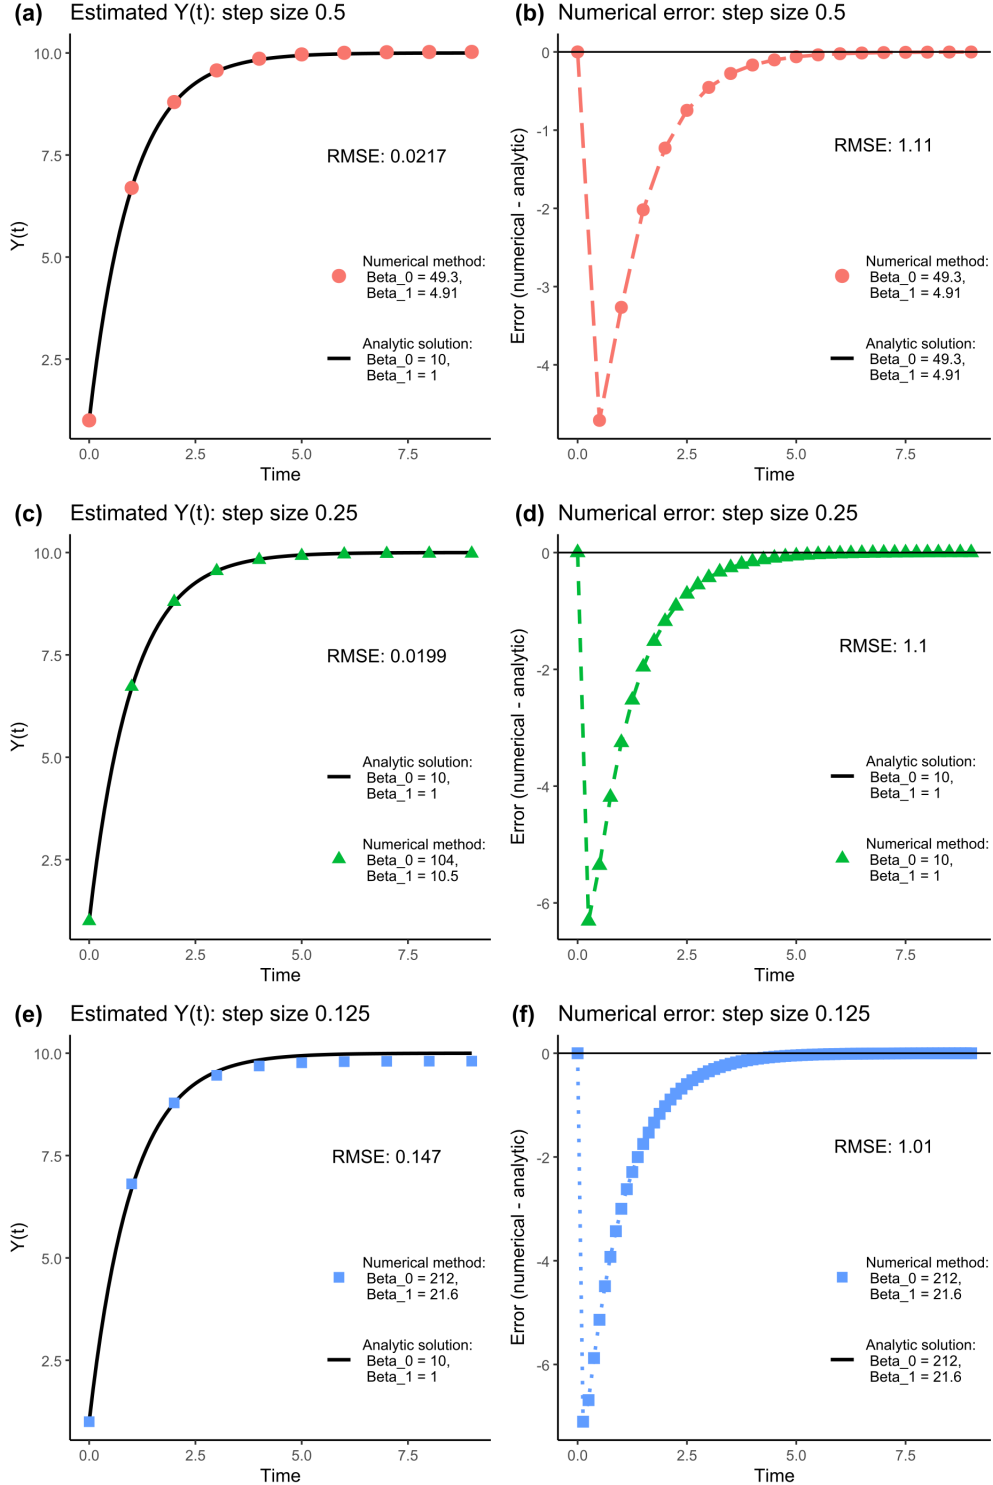 (a) Estimated Y(t): step size 0.5
10.0
7.5
5.0
2.5
Y(t)
RMSE: 0.0217
Numerical method:
Beta_0 = 49.3,
Beta_1 = 4.91
Analytic solution:
Beta_0 = 10,
Beta_1 = 1
0.0 2.5 5.0 7.5
Time
(b) Numerical error: step size 0.5
0
-1
-2
-3
-4
Error (numerical - analytic)
RMSE: 1.11
Numerical method:
Beta_0 = 49.3,
Beta_1 = 4.91
Analytic solution:
Beta_0 = 49.3,
Beta_1 = 4.91
0.0 2.5 5.0 7.5
Time
(c) Estimated Y(t): step size 0.25
10.0
7.5
5.0
2.5
Y(t)
RMSE: 0.0199
Analytic solution:
Beta_0 = 10,
Beta_1 = 1
Numerical method:
Beta_0 = 104,
Beta_1 = 10.5
0.0 2.5 5.0 7.5
Time
(d) Numerical error: step size 0.25
0
-2
-4
-6
Error (numerical - analytic)
RMSE: 1.1
Analytic solution:
Beta_0 = 10,
Beta_1 = 1
Numerical method:
Beta_0 = 10,
Beta_1 = 1
0.0 2.5 5.0 7.5
Time
(e) Estimated Y(t): step size 0.125
10.0
7.5
5.0
2.5
Y(t)
RMSE: 0.147
Numerical method:
Beta_0 = 212,
Beta_1 = 21.6
Analytic solution:
Beta_0 = 10,
Beta_1 = 1
0.0 2.5 5.0 7.5
Time
(f) Numerical error: step size 0.125
0
-2
-4
-6
Error (numerical - analytic)
RMSE: 1.01
Numerical method:
Beta_0 = 212,
Beta_1 = 21.6
Analytic solution:
Beta_0 = 212,
Beta_1 = 21.6
0.0 2.5 5.0 7.5
Time